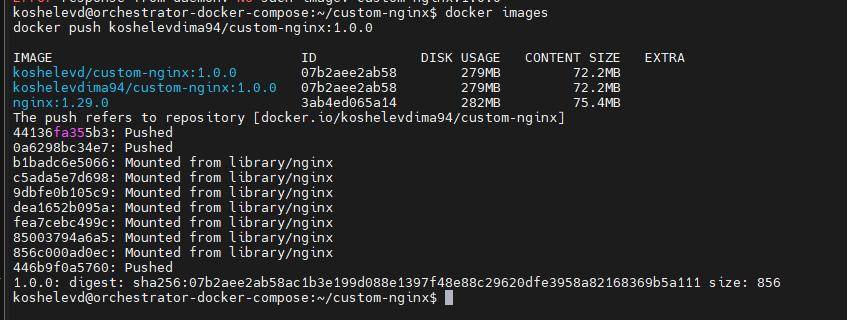 koshelevd@orchestrator-docker-compose:~/custom-nginx$ docker images
docker push koshelevdima94/custom-nginx:1.0.0
IMAGE ID DISK USAGE CONTENT SIZE EXTRA
koshelevd/custom-nginx:1.0.0 07b2aee2ab58 279MB 72.2MB
koshelevdima94/custom-nginx:1.0.0 07b2aee2ab58 279MB 72.2MB
nginx:1.29.0 3ab4ed065a14 282MB 75.4MB
The push refers to repository [docker.io/koshelevdima94/custom-nginx]
44136fa355b3: Pushed
0a6298bc34e7: Pushed
b1badc6e5066: Mounted from library/nginx
c5ada5e7d698: Mounted from library/nginx
9dbfe0b105c9: Mounted from library/nginx
dea1652b095a: Mounted from library/nginx
fea7cebc499c: Mounted from library/nginx
85003794a6a5: Mounted from library/nginx
856c000ad0ec: Mounted from library/nginx
446b9f0a5760: Pushed
1.0.0: digest: sha256:07b2aee2ab58ac1b3e199d088e1397f48e88c29620dfe3958a82168369b5a111 size: 856
koshelevd@orchestrator-docker-compose:~/custom-nginx$